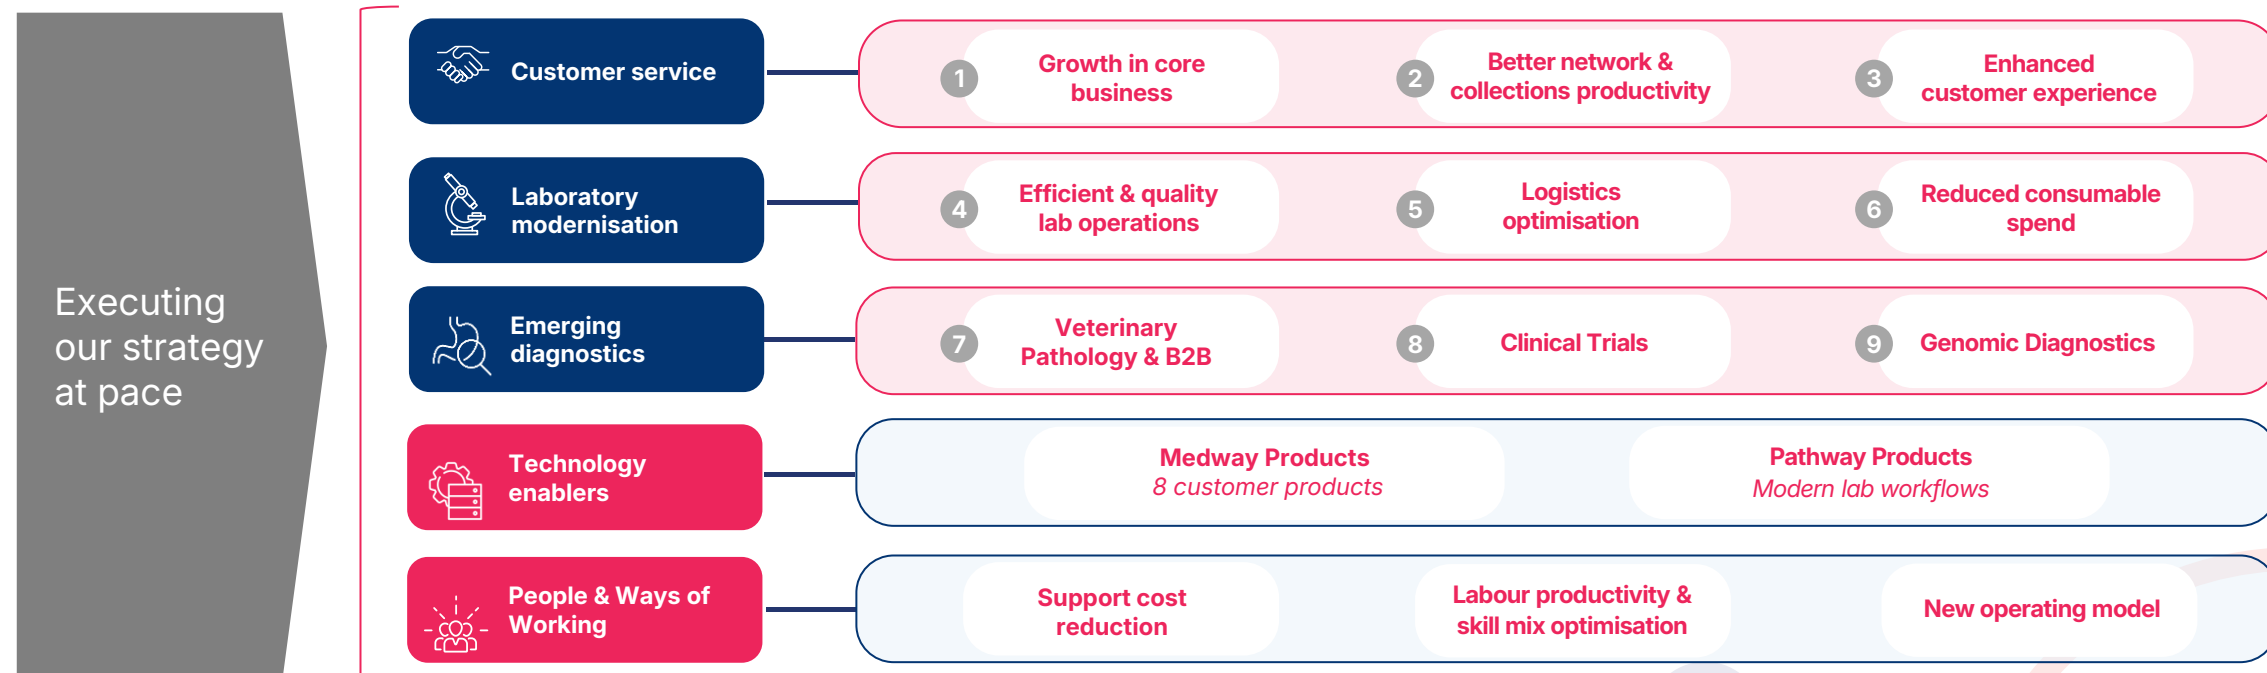 Executing
our strategy
at pace
Customer service
1
Growth in core
business
2
Better network &
collections productivity
3
Enhanced
customer experience
Laboratory
modernisation
4
Efficient & quality
lab operations
5
Logistics
optimisation
6
Reduced consumable
spend
Emerging
diagnostics
7
Veterinary
Pathology & B2B
8
Clinical Trials
9
Genomic Diagnostics
Technology
enablers
Medway Products
8 customer products
Pathway Products
Modern lab workflows
People & Ways of
Working
Support cost
reduction
Labour productivity &
skill mix optimisation
New operating model